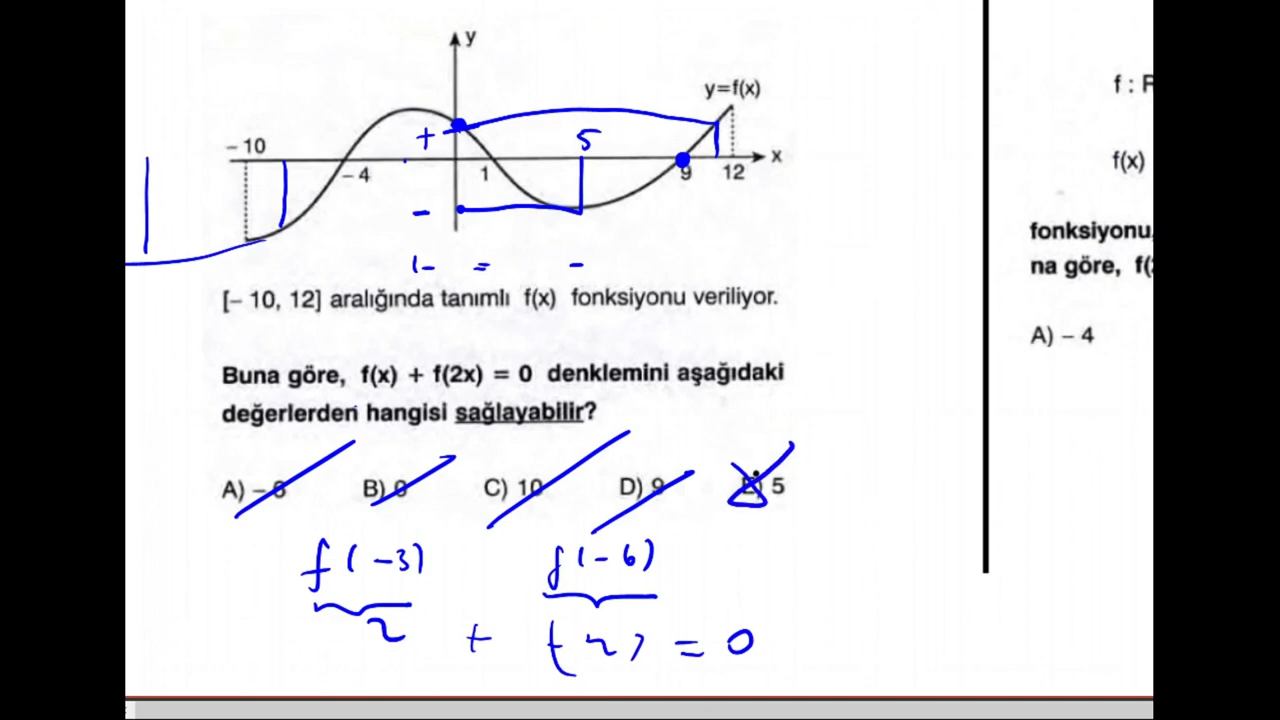 y
y=f(x)
+
5
– 10
x
– 4
1
9
12
-
[– 10, 12] aralığında tanımlı f(x) fonksiyonu veriliyor.
Buna göre, f(x) + f(2x) = 0 denklemini aşağıdaki
değerlerden hangisi sağlayabilir?
B) 0
C) 10
D) 9
5
f(-3)
f(-6)
+
= 0
f : F
f(x)
fonksiyonu,
na göre, f(
A) – 4